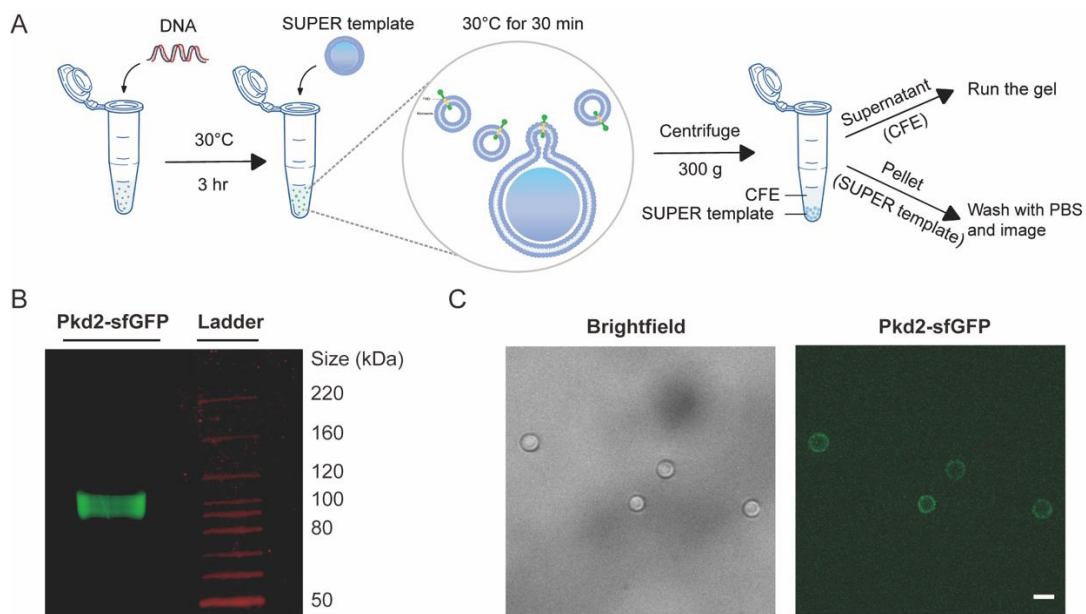 A
DNA
SUPER template
30°C for 30 min
30°C
3 hr
Centrifuge
300 g
CFE
SUPER template
Supernatant
(CFE)
Run the gel
Pellet
(SUPER template)
Wash with PBS
and image
B
Pkd2-sfGFP
Ladder
Size (kDa)
220
160
120
100
80
50
C
Brightfield
Pkd2-sfGFP